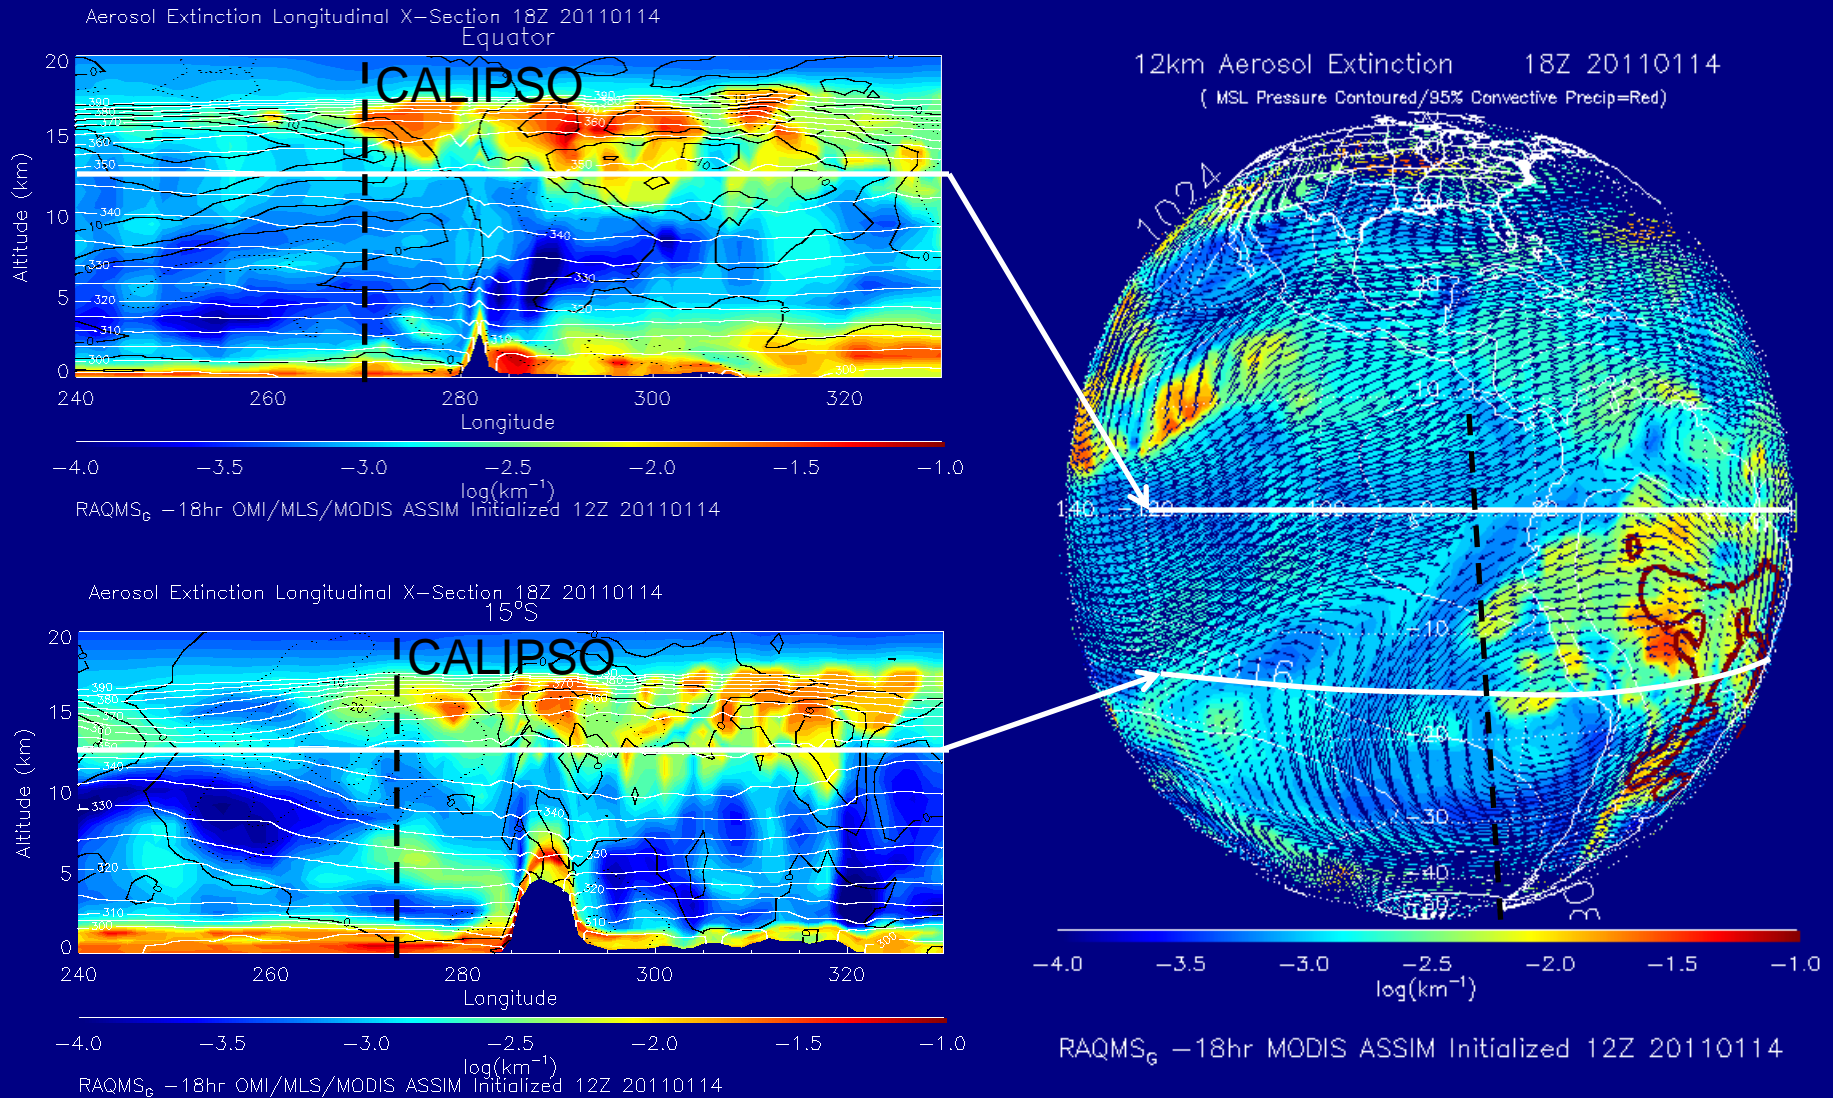 Aerosol Extinction Longitudinal X-Section 18Z 20110114
Equator
CALIPSO
20
15
10
5
0
Altitude (km)
240 260 280 300 320
Longitude
-4.0 -3.5 -3.0 -2.5 -2.0 -1.5 -1.0
log(km⁻¹)
RAQMS_G -18hr OMI/MLS/MODIS ASSIM Initialized 12Z 20110114
Aerosol Extinction Longitudinal X-Section 18Z 20110114
15°S
CALIPSO
20
15
10
5
0
Altitude (km)
240 260 280 300 320
Longitude
-4.0 -3.5 -3.0 -2.5 -2.0 -1.5 -1.0
log(km⁻¹)
RAQMS_G -18hr OMI/MLS/MODIS ASSIM Initialized 12Z 20110114
12km Aerosol Extinction 18Z 20110114
( MSL Pressure Contoured/95% Convective Precip=Red)
1024
-10
-20
-30
-40
-4.0 -3.5 -3.0 -2.5 -2.0 -1.5 -1.0
log(km⁻¹)
RAQMS_G -18hr MODIS ASSIM Initialized 12Z 20110114